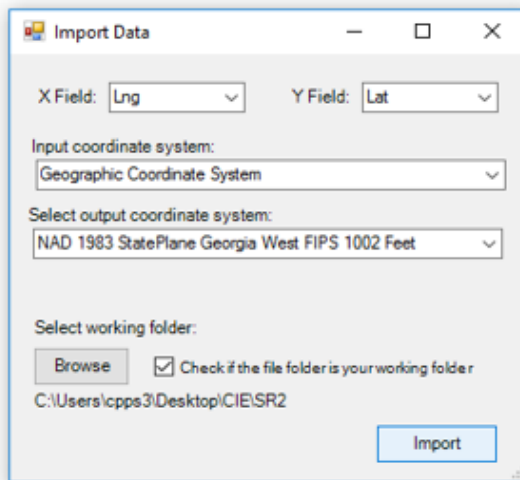 Import Data
X Field: Lng Y Field: Lat
Input coordinate system:
Geographic Coordinate System
Select output coordinate system:
NAD 1983 StatePlane Georgia West FIPS 1002 Feet
Select working folder:
Browse Check if the file folder is your working folder
C:\Users\cpps3\Desktop\CIE\SR2
Import